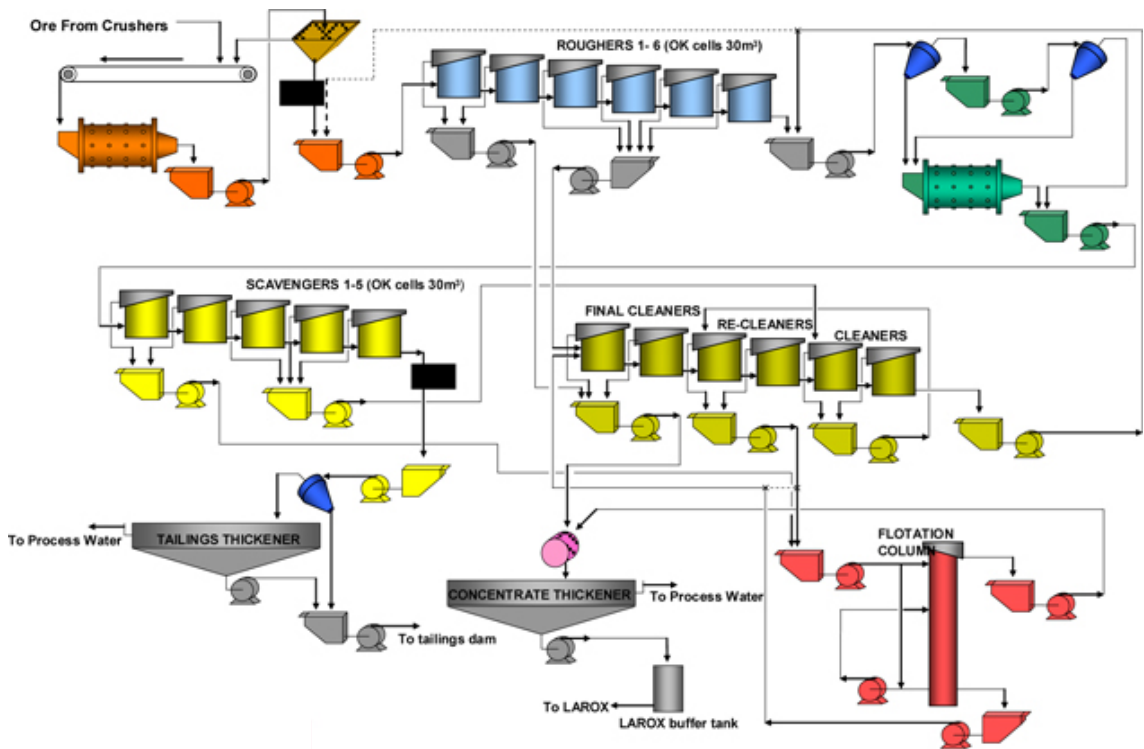 Ore From Crushers
ROUGHERS 1- 6 (OK cells 30m³)
SCAVENGERS 1-5 (OK cells 30m³)
FINAL CLEANERS
RE-CLEANERS
CLEANERS
TAILINGS THICKENER
To Process Water
To tailings dam
CONCENTRATE THICKENER
To Process Water
FLOTATION
COLUMN
To LAROX
LAROX buffer tank